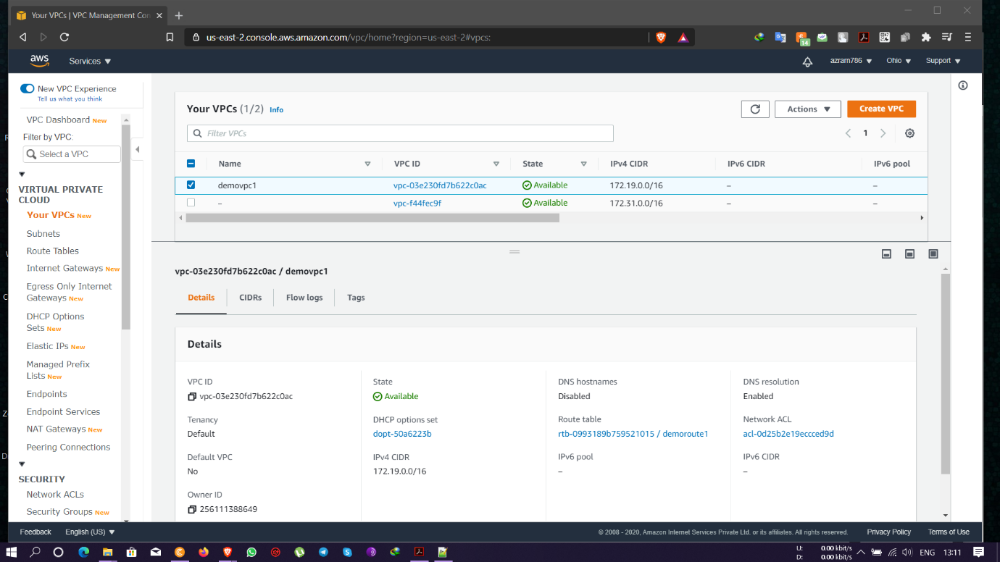 Your VPCs | VPC Management Con
us-east-2.console.aws.amazon.com/vpc/home?region=us-east-2#vpcs:
14
aws
Services
azram786
Ohio
Support
New VPC Experience
Tell us what you think
VPC Dashboard New
Filter by VPC:
Select a VPC
VIRTUAL PRIVATE
CLOUD
Your VPCs New
Subnets
Route Tables
Internet Gateways New
Egress Only Internet
Gateways New
DHCP Options
Sets New
Elastic IPs New
Managed Prefix
Lists New
Endpoints
Endpoint Services
NAT Gateways New
Peering Connections
SECURITY
Network ACLs
Security Groups New
Your VPCs (1/2) Info
Actions
Create VPC
Filter VPCs
1
Name VPC ID State IPv4 CIDR IPv6 CIDR IPv6 pool
demovpc1 vpc-03e230fd7b622c0ac Available 172.19.0.0/16 – –
– vpc-f44fec9f Available 172.31.0.0/16 – –
vpc-03e230fd7b622c0ac / demovpc1
Details CIDRs Flow logs Tags
Details
VPC ID
vpc-03e230fd7b622c0ac
State
Available
DNS hostnames
Disabled
DNS resolution
Enabled
Tenancy
Default
DHCP options set
dopt-50a6223b
Route table
rtb-0993189b759521015 / demoroute1
Network ACL
acl-0d25b2e19eccced9d
Default VPC
No
IPv4 CIDR
172.19.0.0/16
IPv6 pool
–
IPv6 CIDR
–
Owner ID
256111388649
Feedback
English (US)
© 2008 - 2020, Amazon Internet Services Private Ltd. or its affiliates. All rights reserved.
Privacy Policy
Terms of Use
U: 0.00 kbit/s
D: 0.00 kbit/s
ENG
13:11